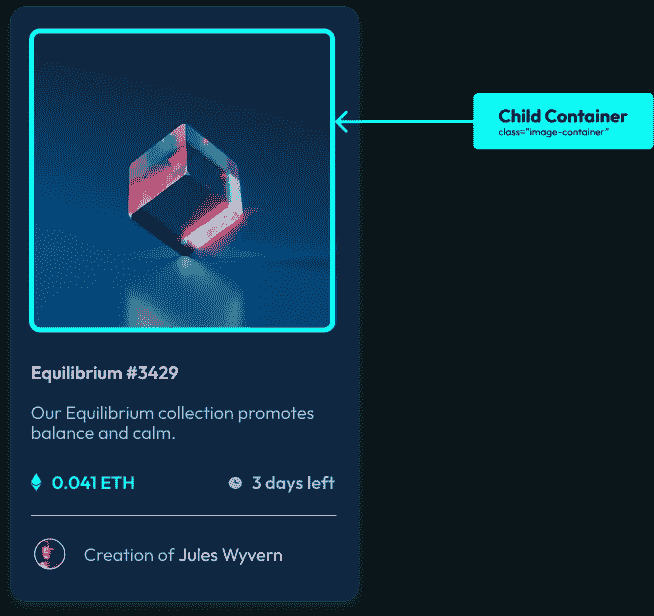 Child Container
class="image-container"
Equilibrium #3429
Our Equilibrium collection promotes
balance and calm.
0.041 ETH
3 days left
Creation of Jules Wyvern